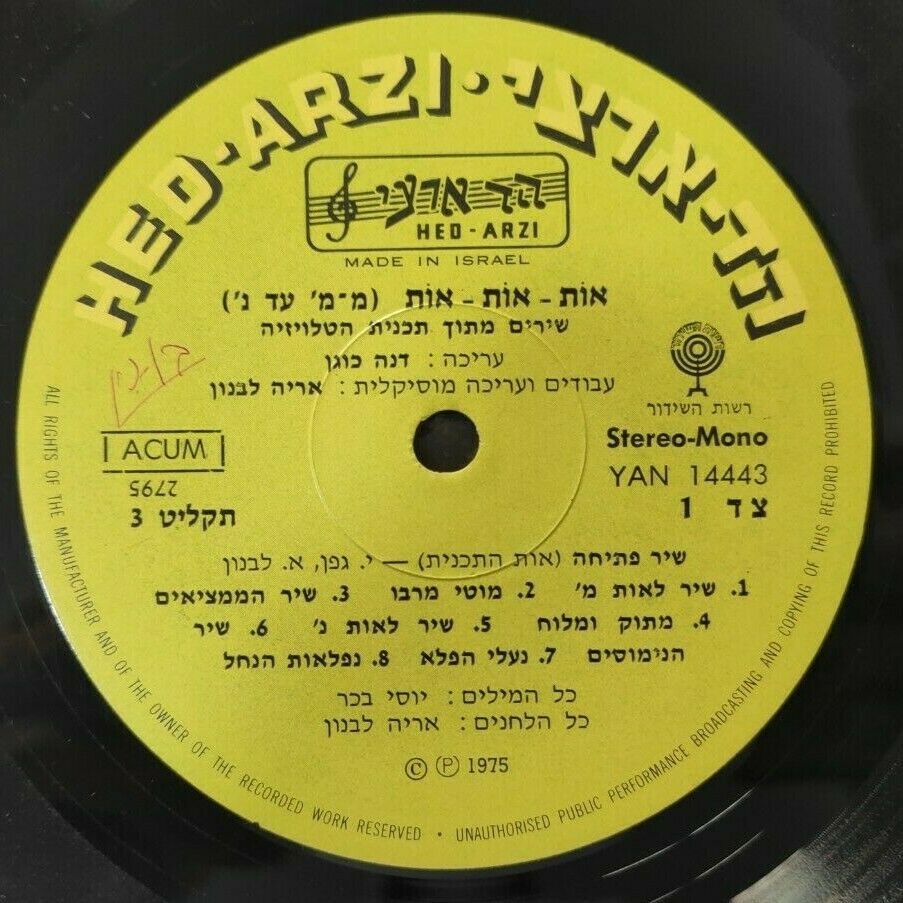 HED-ARZI · הד-ארצי
הד ארצי
HED-ARZI
MADE IN ISRAEL
אוֹת - אוֹת - אוֹת (מ-מ׳ עד נ׳)
שירים מתוך תכנית הטלויזיה
עריכה: דנה כוגן
עבודים ועריכה מוסיקלית: אריה לבנון
רשות השידור
ACUM
Stereo-Mono
2795
YAN 14443
תקליט 3
צד 1
שיר פתיחה (אות התכנית) — י. גפן, א. לבנון
1. שיר לאות מ׳ 2. מוטי מרבו 3. שיר הממציאים
4. מתוק ומלוח 5. שיר לאות נ׳ 6. שיר
הנימוסים 7. נעלי הפלא 8. נפלאות הנחל
כל המילים: יוסי בכר
כל הלחנים: אריה לבנון
© ℗ 1975
ALL RIGHTS OF THE MANUFACTURER AND OF THE OWNER OF THE RECORDED WORK RESERVED · UNAUTHORISED PUBLIC PERFORMANCE BROADCASTING AND COPYING OF THIS RECORD PROHIBITED